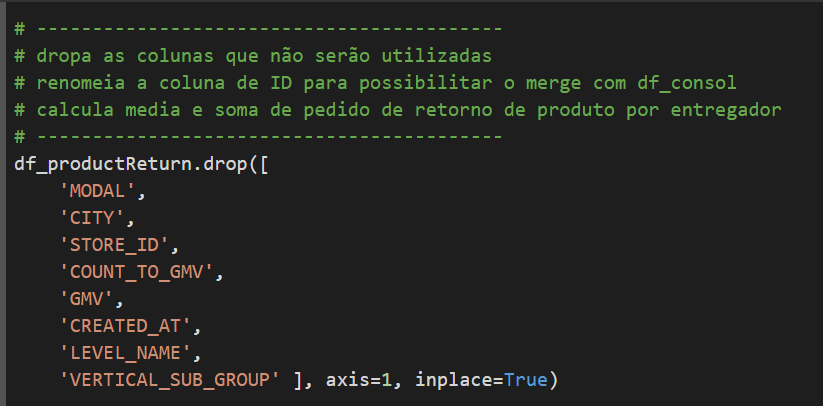 # ------------------------------------------
# dropa as colunas que não serão utilizadas
# renomeia a coluna de ID para possibilitar o merge com df_consol
# calcula media e soma de pedido de retorno de produto por entregador
# ------------------------------------------
df_productReturn.drop([
    'MODAL',
    'CITY',
    'STORE_ID',
    'COUNT_TO_GMV',
    'GMV',
    'CREATED_AT',
    'LEVEL_NAME',
    'VERTICAL_SUB_GROUP' ], axis=1, inplace=True)